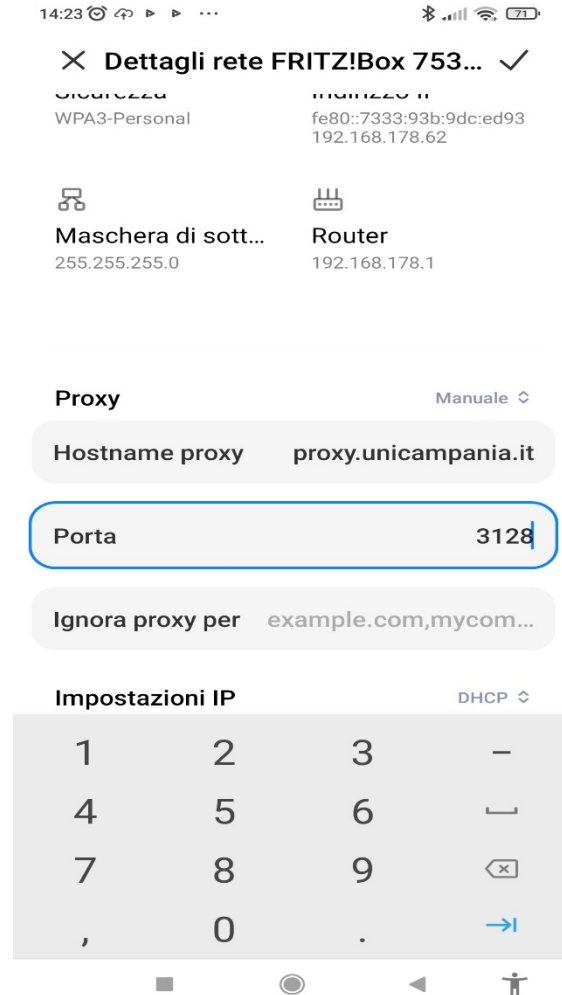 14:23
71
Dettagli rete FRITZ!Box 753...
Sicurezza Indirizzo IP
WPA3-Personal
fe80::7333:93b:9dc:ed93
192.168.178.62
Maschera di sott... Router
255.255.255.0 192.168.178.1
Proxy Manuale
Hostname proxy proxy.unicampania.it
Porta 3128
Ignora proxy per example.com,mycom...
Impostazioni IP DHCP
1 2 3 –
4 5 6
7 8 9
, 0 .